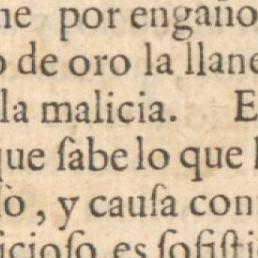 ne por engaño
o de oro la llane
la malicia. E
que ſabe lo que
ſo, y cauſa con
icioſo es ſofiſti